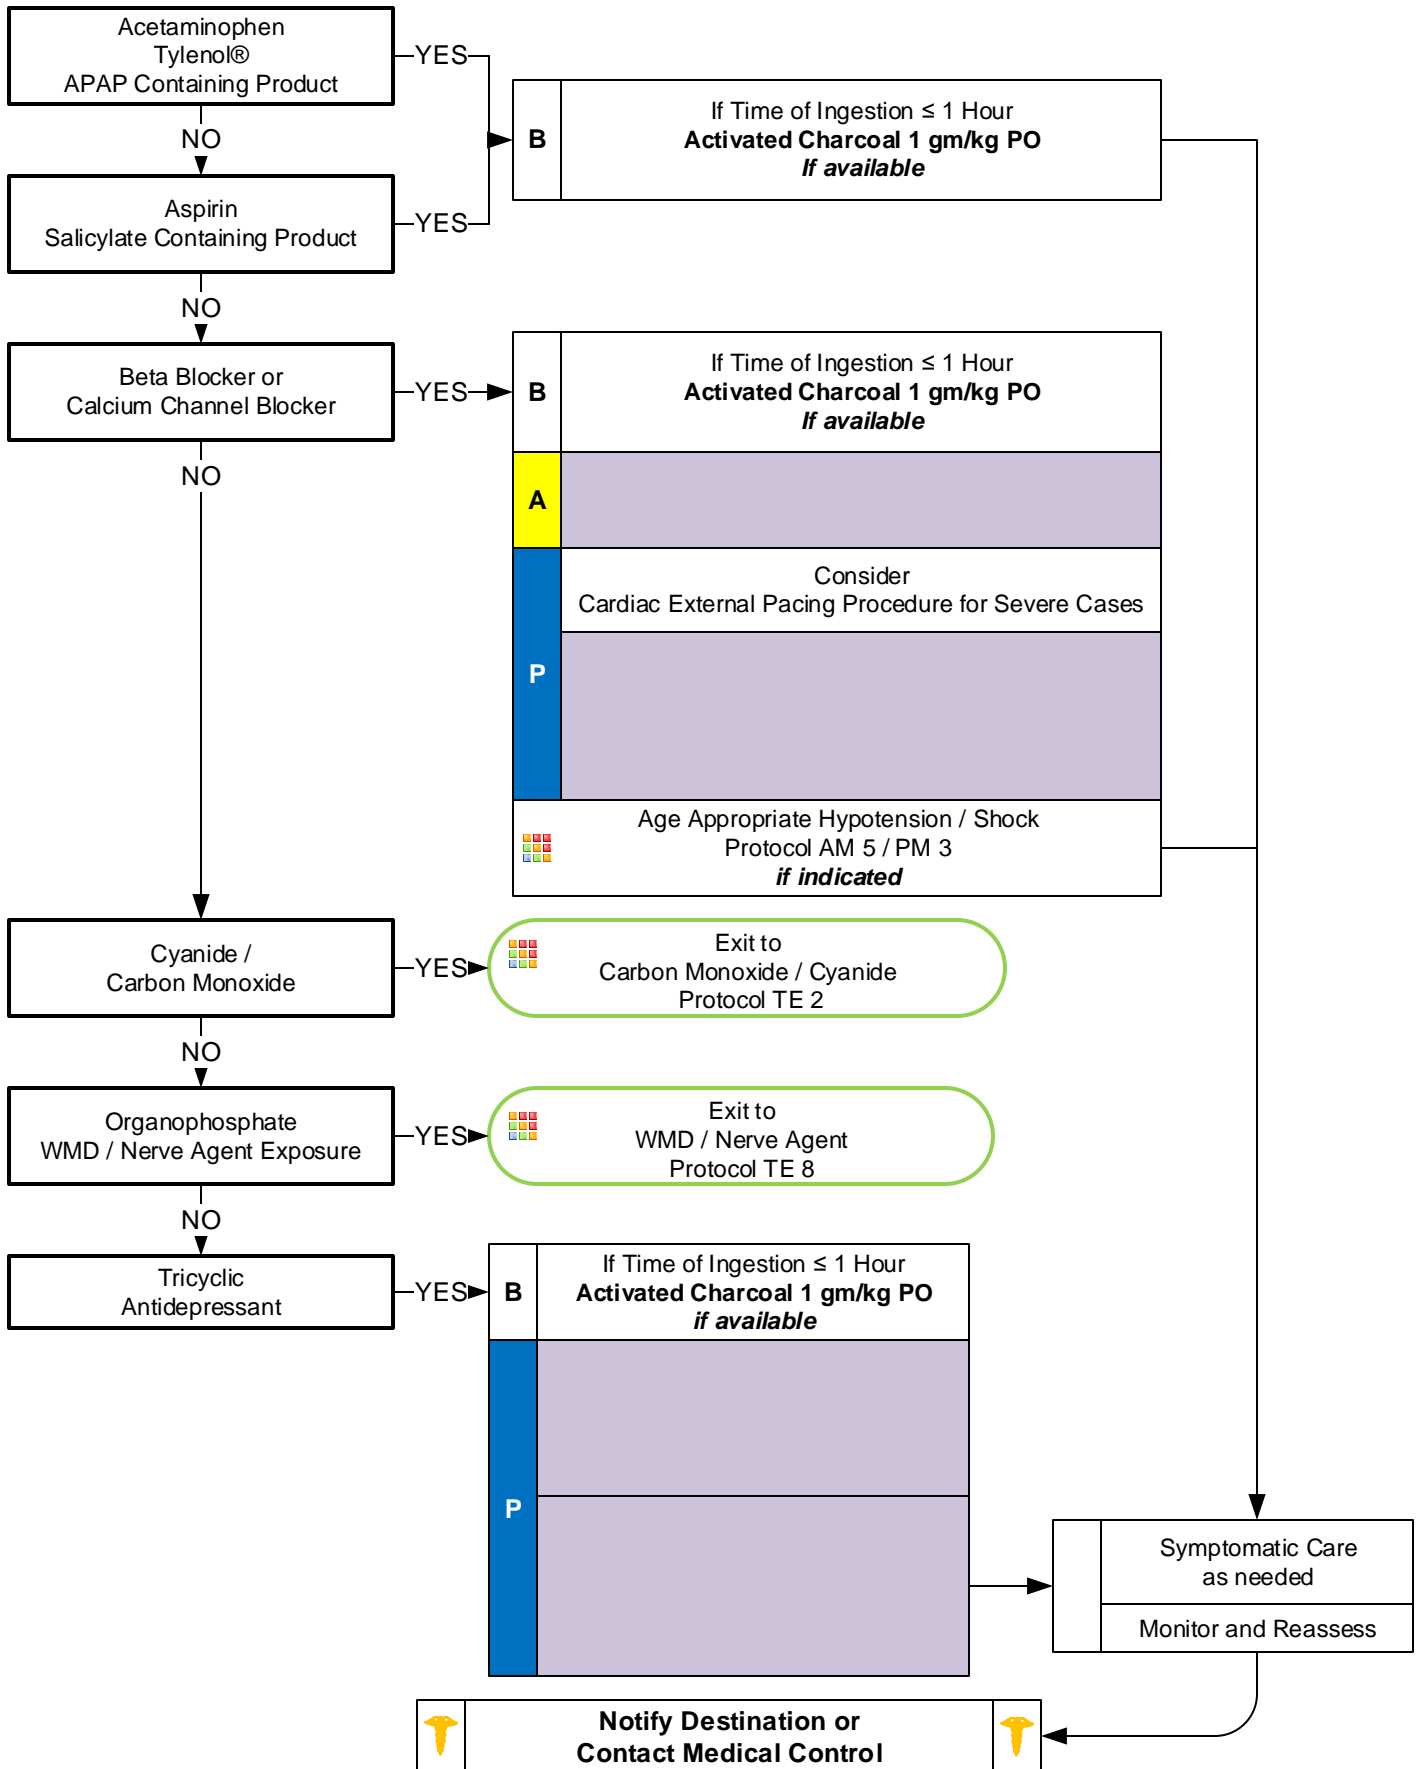 Acetaminophen
Tylenol®
APAP Containing Product
YES
NO
B
If Time of Ingestion ≤ 1 Hour
Activated Charcoal 1 gm/kg PO
If available
Aspirin
Salicylate Containing Product
YES
NO
Beta Blocker or
Calcium Channel Blocker
YES
NO
B
If Time of Ingestion ≤ 1 Hour
Activated Charcoal 1 gm/kg PO
If available
A
P
Consider
Cardiac External Pacing Procedure for Severe Cases
Age Appropriate Hypotension / Shock
Protocol AM 5 / PM 3
if indicated
Cyanide /
Carbon Monoxide
YES
Exit to
Carbon Monoxide / Cyanide
Protocol TE 2
NO
Organophosphate
WMD / Nerve Agent Exposure
YES
Exit to
WMD / Nerve Agent
Protocol TE 8
NO
Tricyclic
Antidepressant
YES
B
If Time of Ingestion ≤ 1 Hour
Activated Charcoal 1 gm/kg PO
if available
P
Symptomatic Care
as needed
Monitor and Reassess
Notify Destination or
Contact Medical Control